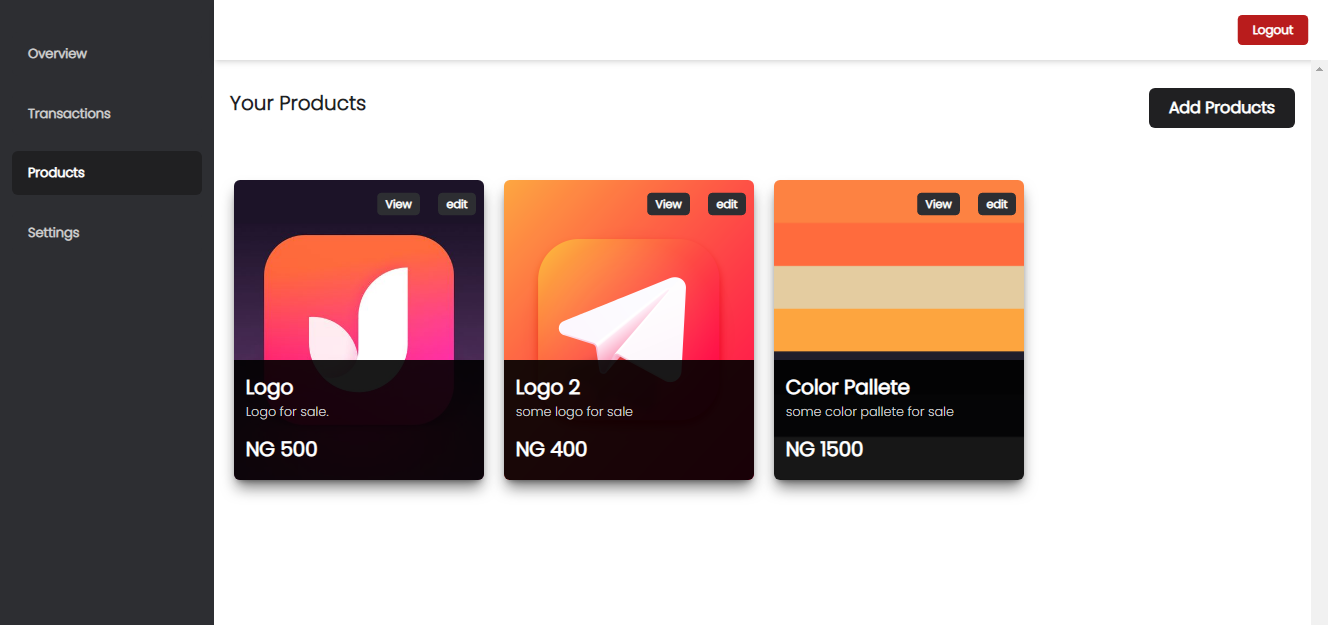 Logout
Overview
Transactions
Products
Settings
Your Products
Add Products
View
edit
Logo
Logo for sale.
NG 500
View
edit
Logo 2
some logo for sale
NG 400
View
edit
Color Pallete
some color pallete for sale
NG 1500